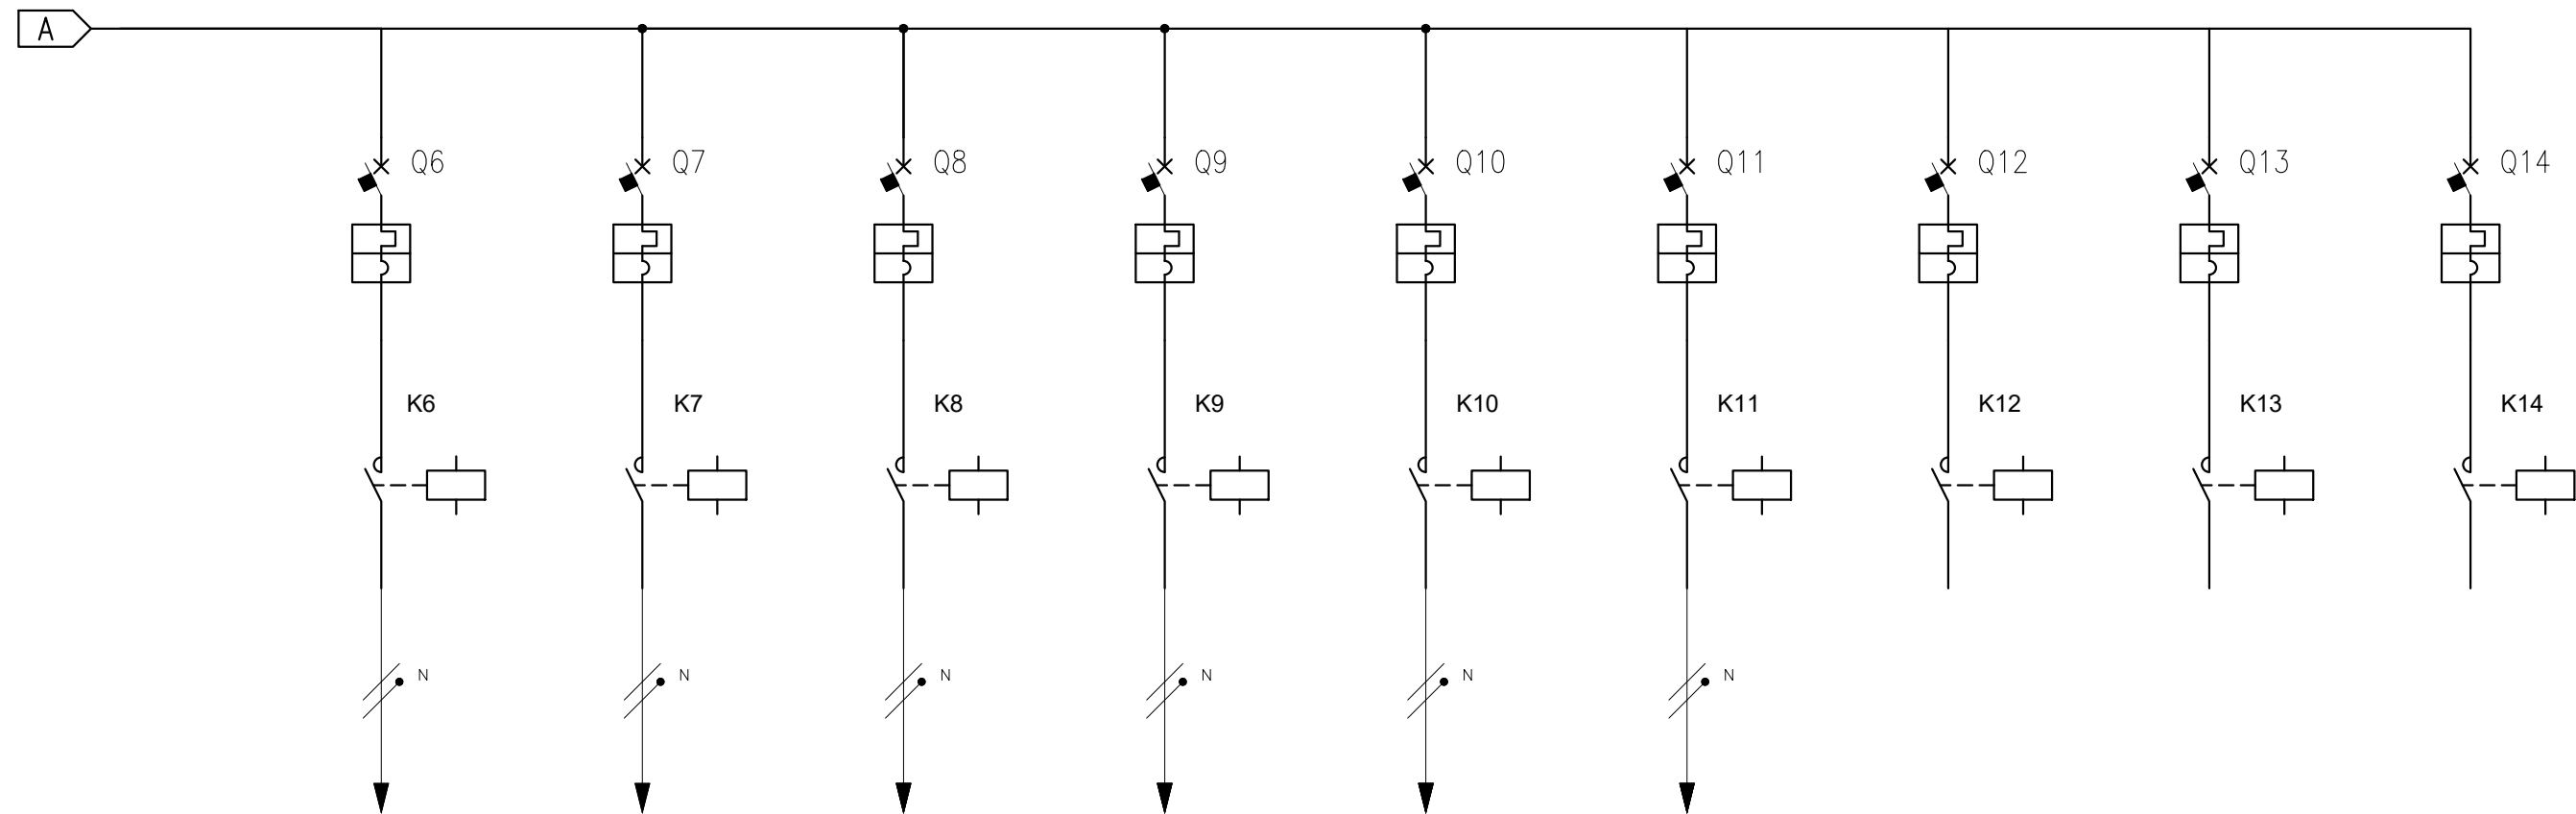 A
Q6 Q7 Q8 Q9 Q10 Q11 Q12 Q13 Q14
K6 K7 K8 K9 K10 K11 K12 K13 K14
N N N N N N